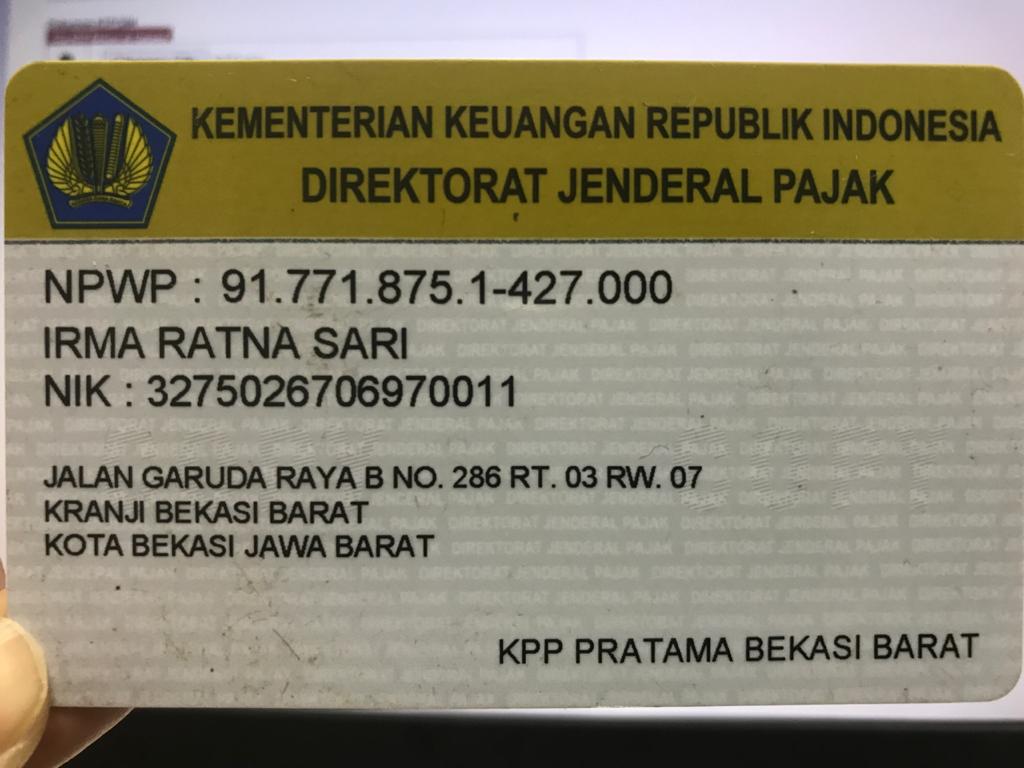 KEMENTERIAN KEUANGAN REPUBLIK INDONESIA
DIREKTORAT JENDERAL PAJAK
NPWP : 91.771.875.1-427.000
IRMA RATNA SARI
NIK : 3275026706970011
JALAN GARUDA RAYA B NO. 286 RT. 03 RW. 07
KRANJI BEKASI BARAT
KOTA BEKASI JAWA BARAT
KPP PRATAMA BEKASI BARAT